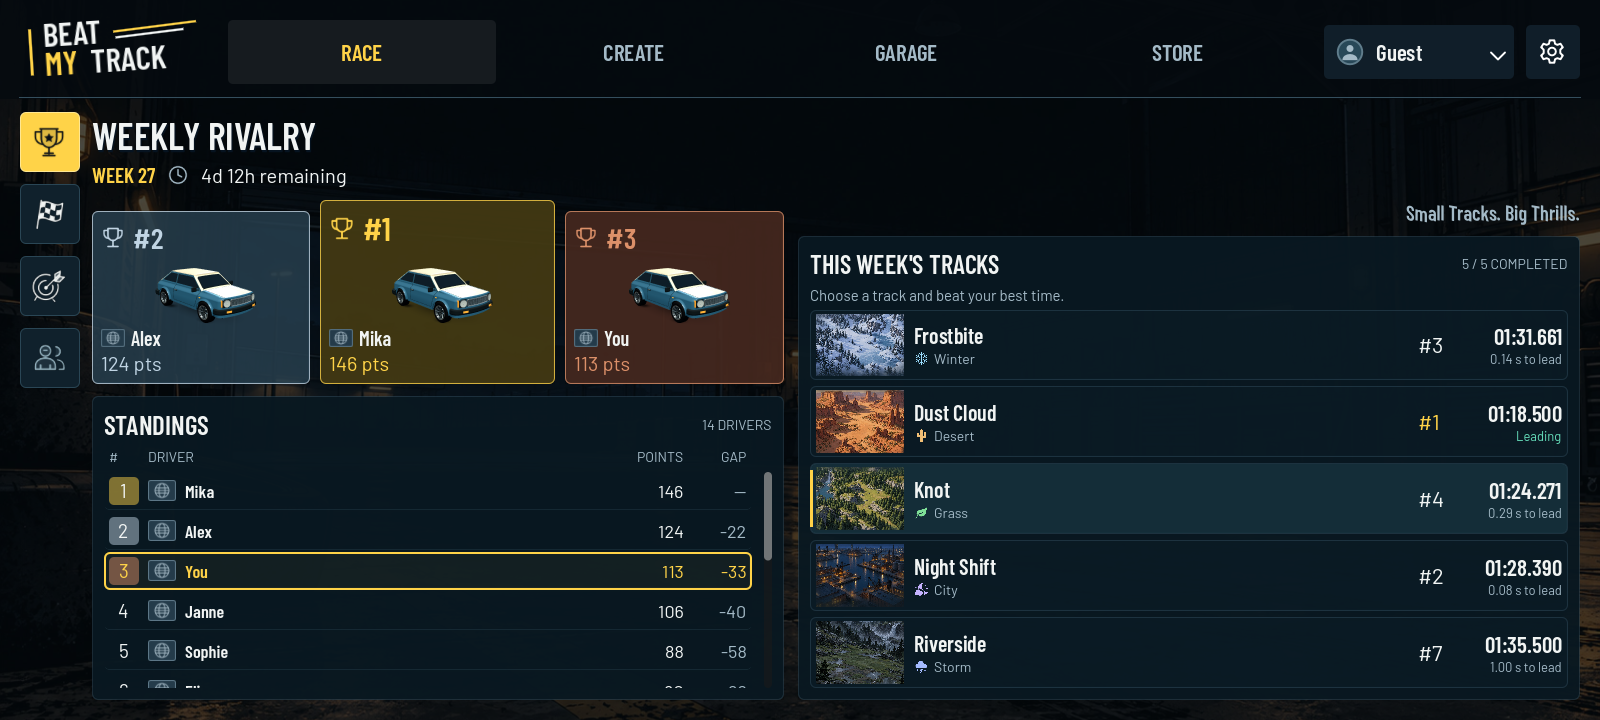 BEAT
MY TRACK
RACE
CREATE
GARAGE
STORE
Guest
WEEKLY RIVALRY
WEEK 27 4d 12h remaining
#2
Alex
124 pts
#1
Mika
146 pts
#3
You
113 pts
STANDINGS
14 DRIVERS
# DRIVER POINTS GAP
1 Mika 146 –
2 Alex 124 -22
3 You 113 -33
4 Janne 106 -40
5 Sophie 88 -58
Small Tracks. Big Thrills.
THIS WEEK'S TRACKS
5 / 5 COMPLETED
Choose a track and beat your best time.
Frostbite
Winter
#3
01:31.661
0.14 s to lead
Dust Cloud
Desert
#1
01:18.500
Leading
Knot
Grass
#4
01:24.271
0.29 s to lead
Night Shift
City
#2
01:28.390
0.08 s to lead
Riverside
Storm
#7
01:35.500
1.00 s to lead